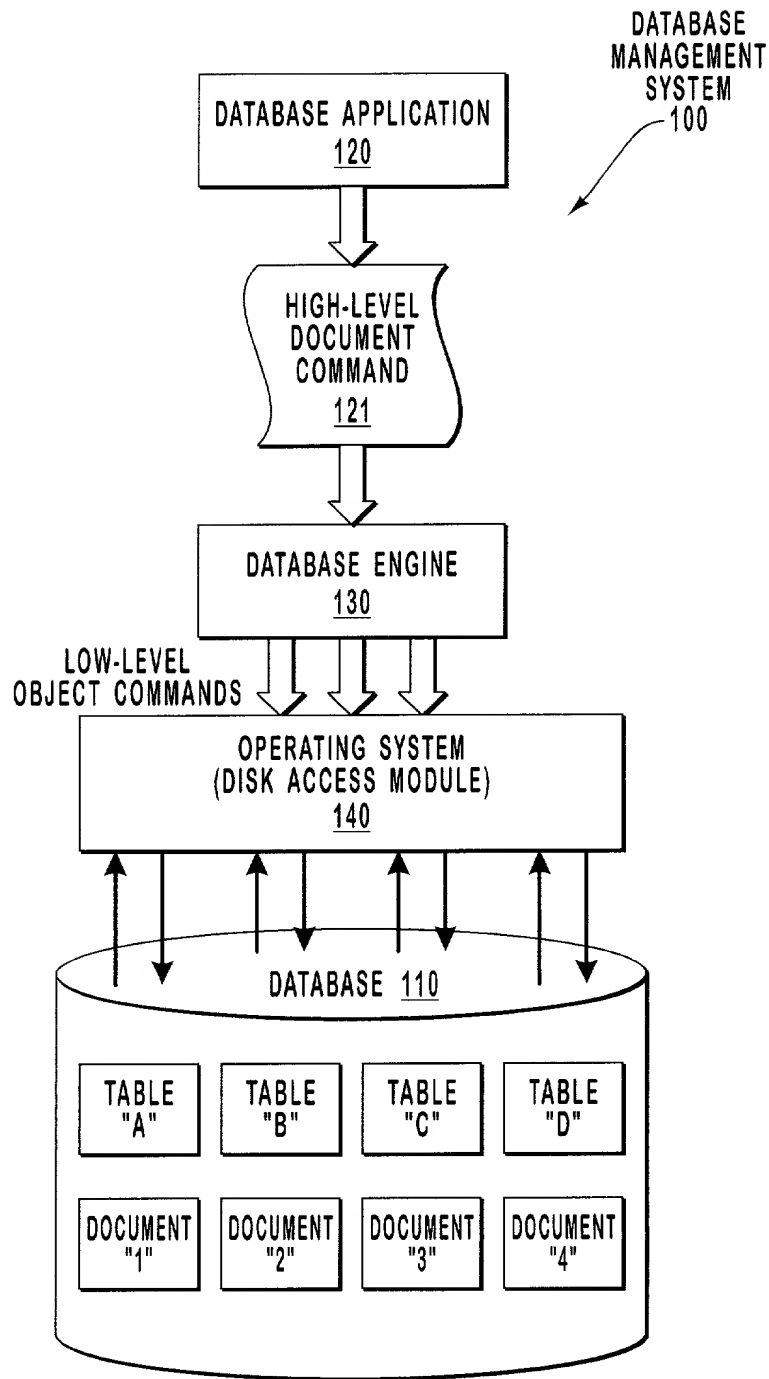 DATABASE
MANAGEMENT
SYSTEM
100
DATABASE APPLICATION
120
HIGH-LEVEL
DOCUMENT
COMMAND
121
DATABASE ENGINE
130
LOW-LEVEL
OBJECT COMMANDS
OPERATING SYSTEM
(DISK ACCESS MODULE)
140
DATABASE 110
TABLE
"A"
TABLE
"B"
TABLE
"C"
TABLE
"D"
DOCUMENT
"1"
DOCUMENT
"2"
DOCUMENT
"3"
DOCUMENT
"4"